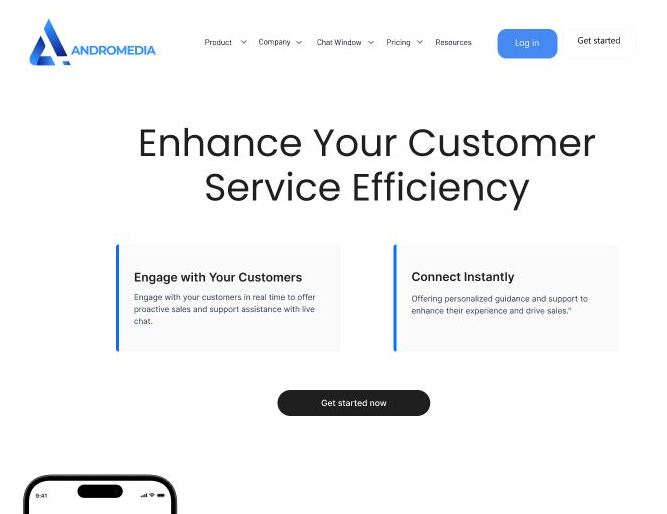 ANDROMEDIA
Product
Company
Chat Window
Pricing
Resources
Log in
Get started
Enhance Your Customer
Service Efficiency
Engage with Your Customers
Engage with your customers in real time to offer
proactive sales and support assistance with live
chat.
Connect Instantly
Offering personalized guidance and support to
enhance their experience and drive sales."
Get started now
9:41